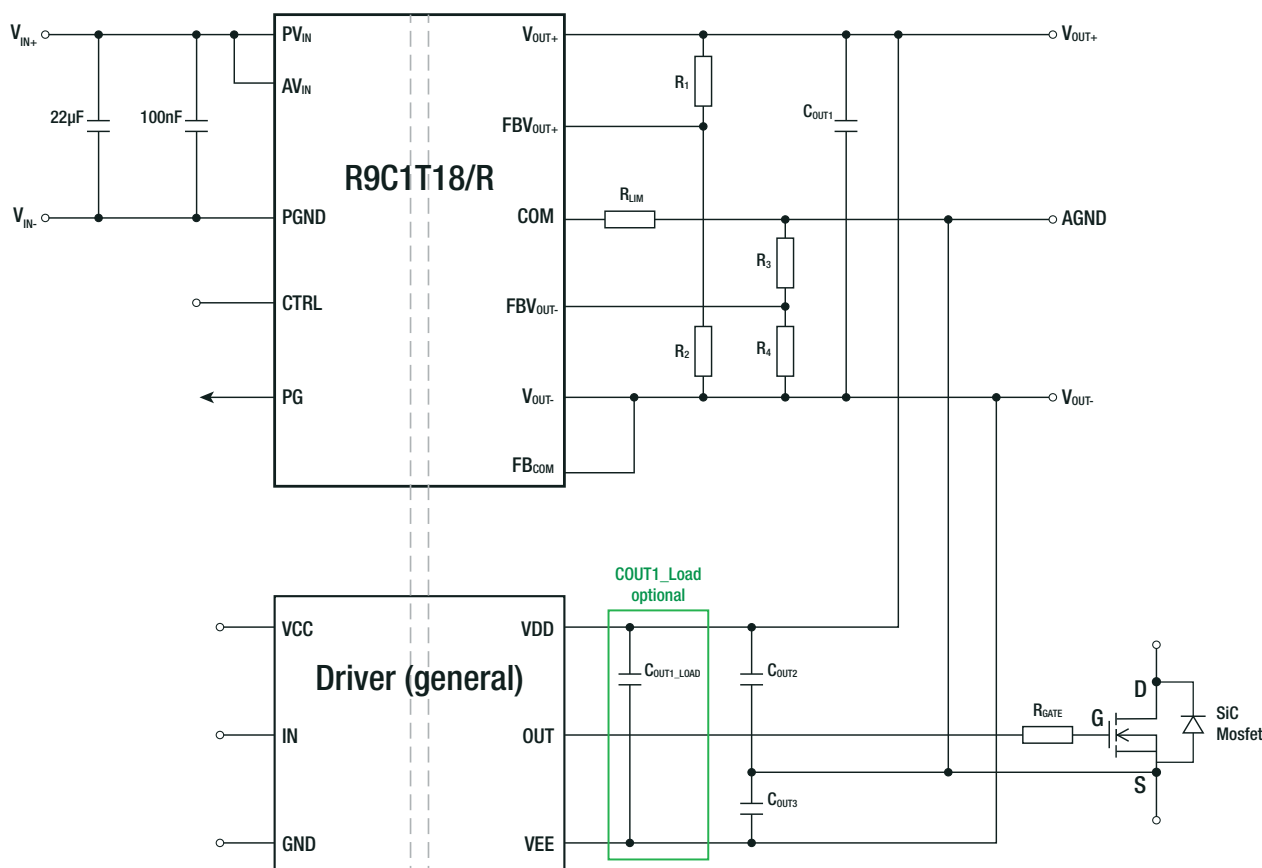 VIN+
PVIN
VOUT+
VOUT+
R1
AVIN
22µF
100nF
COUT1
FBVOUT+
R9C1T18/R
RLIM
VIN-
PGND
COM
AGND
R3
CTRL
FBVOUT-
R2
R4
PG
VOUT-
VOUT-
FBCOM
COUT1_Load
optional
VCC
VDD
Driver (general)
COUT1_LOAD
COUT2
D
RGATE
G
SiC
Mosfet
IN
OUT
S
COUT3
GND
VEE